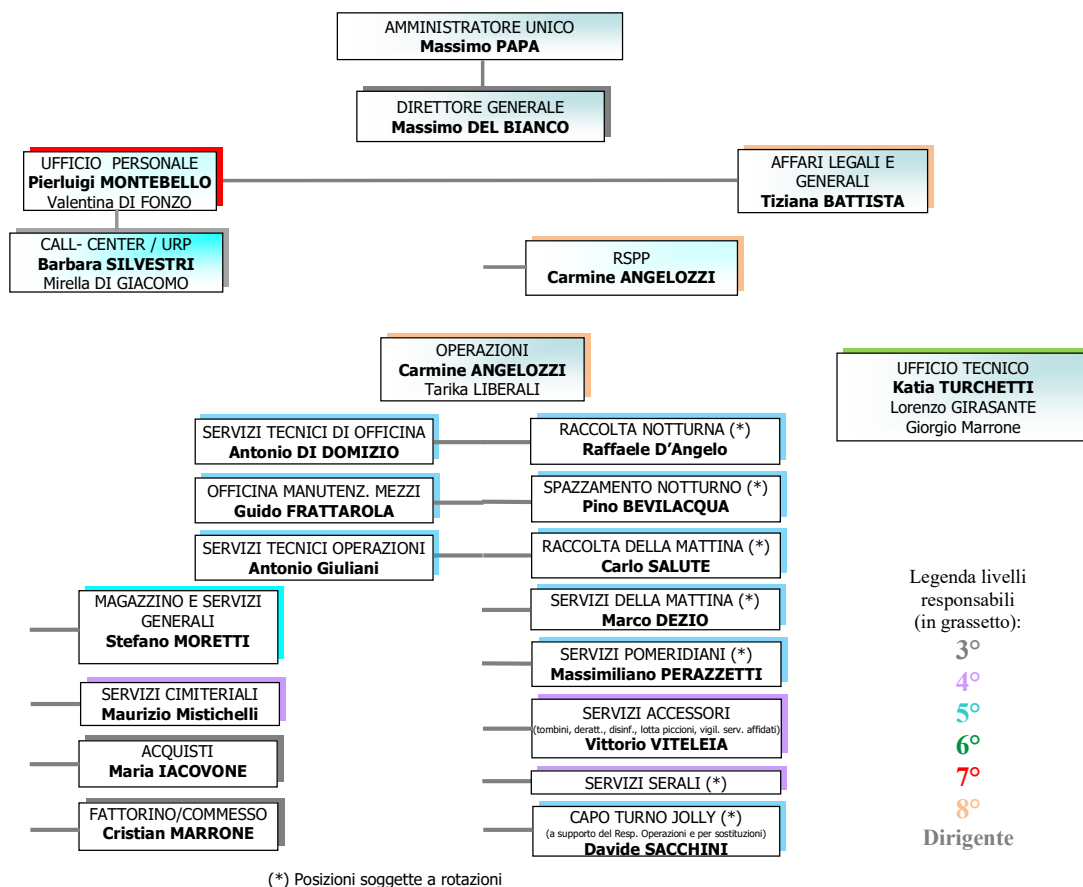 AMMINISTRATORE UNICO
Massimo PAPA
DIRETTORE GENERALE
Massimo DEL BIANCO
UFFICIO PERSONALE
Pierluigi MONTEBELLO
Valentina DI FONZO
AFFARI LEGALI E
GENERALI
Tiziana BATTISTA
CALL- CENTER / URP
Barbara SILVESTRI
Mirella DI GIACOMO
RSPP
Carmine ANGELOZZI
OPERAZIONI
Carmine ANGELOZZI
Tarika LIBERALI
UFFICIO TECNICO
Katia TURCHETTI
Lorenzo GIRASANTE
Giorgio Marrone
SERVIZI TECNICI DI OFFICINA
Antonio DI DOMIZIO
RACCOLTA NOTTURNA (*)
Raffaele D'Angelo
OFFICINA MANUTENZ. MEZZI
Guido FRATTAROLA
SPAZZAMENTO NOTTURNO (*)
Pino BEVILACQUA
SERVIZI TECNICI OPERAZIONI
Antonio Giuliani
RACCOLTA DELLA MATTINA (*)
Carlo SALUTE
MAGAZZINO E SERVIZI
GENERALI
Stefano MORETTI
SERVIZI DELLA MATTINA (*)
Marco DEZIO
SERVIZI POMERIDIANI (*)
Massimiliano PERAZZETTI
SERVIZI CIMITERIALI
Maurizio Mistichelli
SERVIZI ACCESSORI
(tombini, deratt., disinf., lotta piccioni, vigil. serv. affidati)
Vittorio VITELEIA
ACQUISTI
Maria IACOVONE
SERVIZI SERALI (*)
FATTORINO/COMMESSO
Cristian MARRONE
CAPO TURNO JOLLY (*)
(a supporto del Resp. Operazioni e per sostituzioni)
Davide SACCHINI
Legenda livelli
responsabili
(in grassetto):
3°
4°
5°
6°
7°
8°
Dirigente
(*) Posizioni soggette a rotazioni